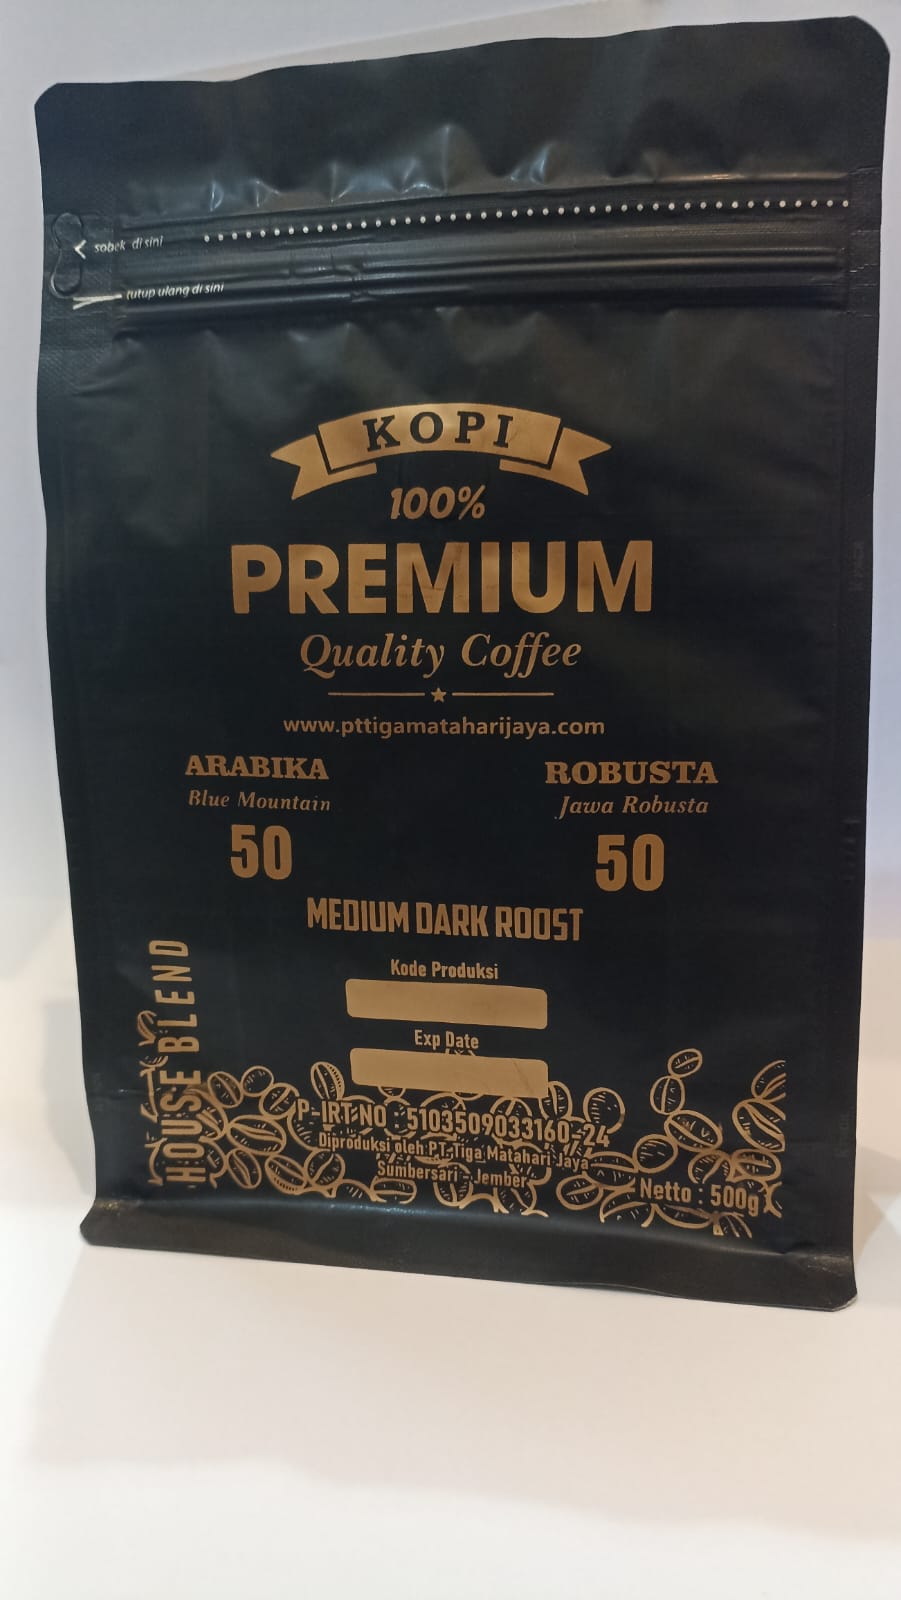 sobek di sini
tutup ulang di sini
KOPI
100%
PREMIUM
Quality Coffee
www.pttigamataharijaya.com
ARABIKA
Blue Mountain
50
ROBUSTA
Jawa Robusta
50
MEDIUM DARK ROOST
Kode Produksi
Exp Date
HOUSE BLEND
P-IRT NO : 5103509033160-24
Diproduksi oleh PT Tiga Matahari Jaya
Sumbersari - Jember
Netto : 500g